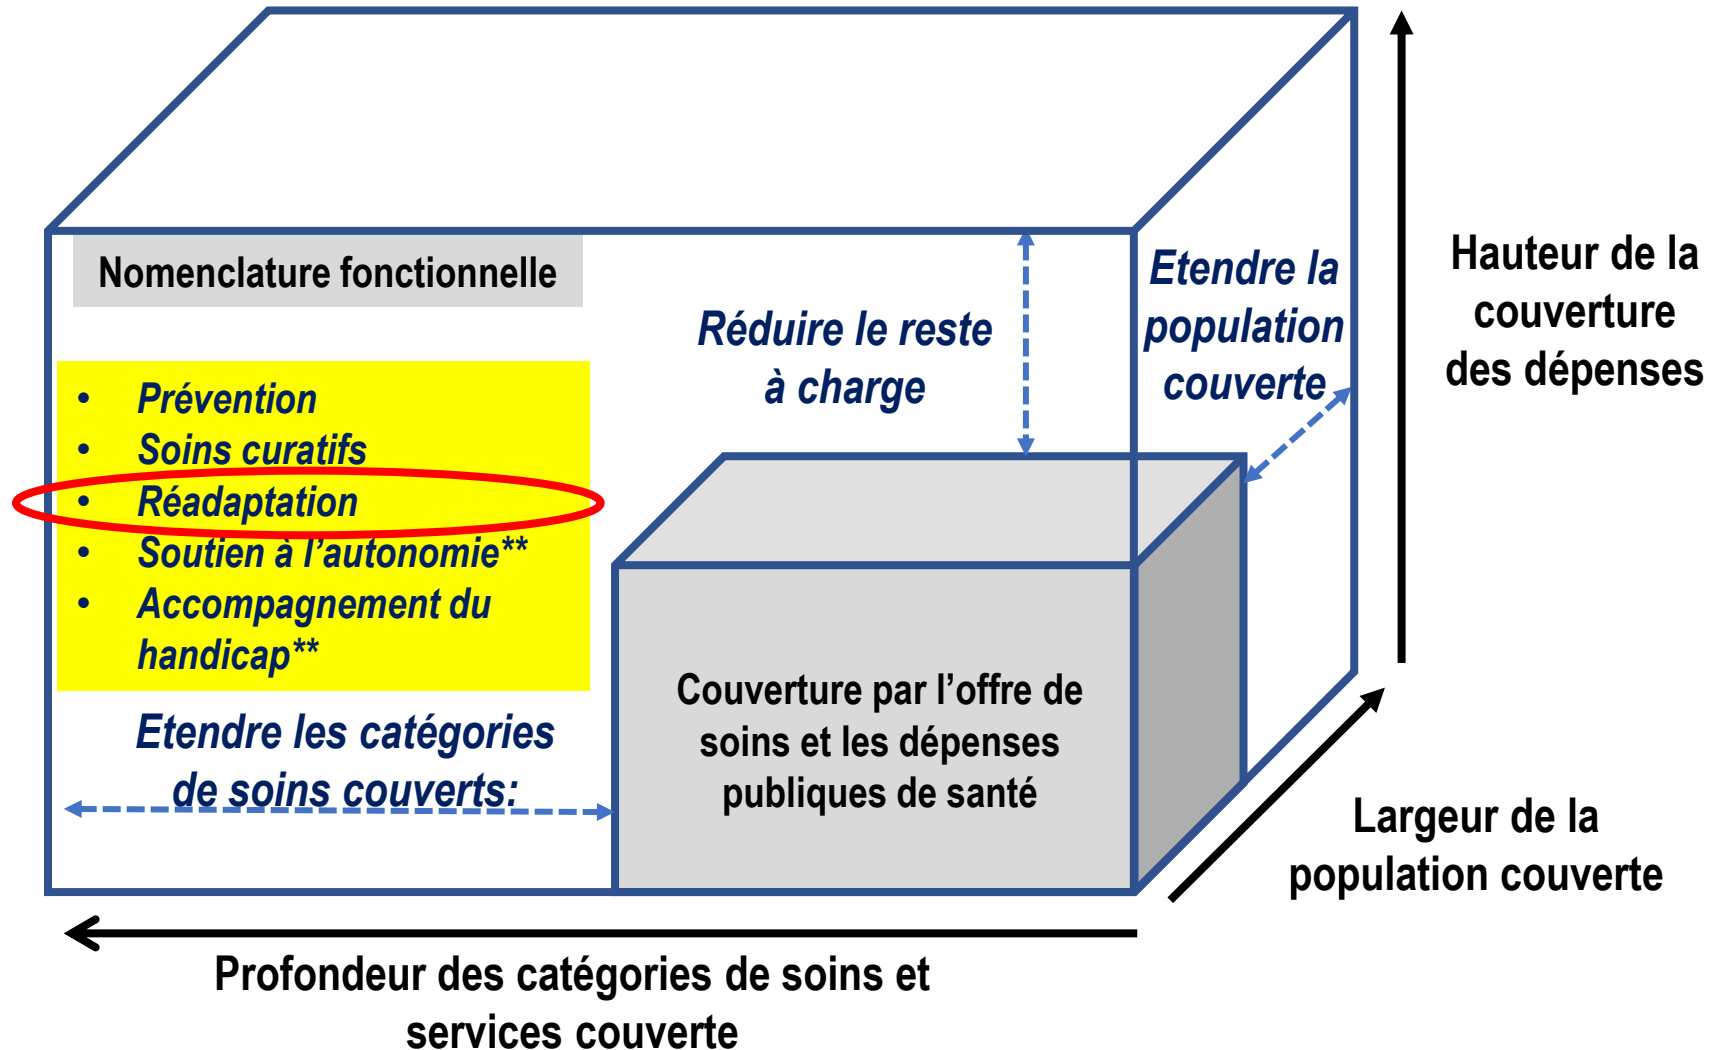 Nomenclature fonctionnelle
• Prévention
• Soins curatifs
• Réadaptation
• Soutien à l’autonomie**
• Accompagnement du
handicap**
Etendre les catégories
de soins couverts:
Réduire le reste
à charge
Etendre la
population
couverte
Couverture par l’offre de
soins et les dépenses
publiques de santé
Hauteur de la
couverture
des dépenses
Largeur de la
population couverte
Profondeur des catégories de soins et
services couverte